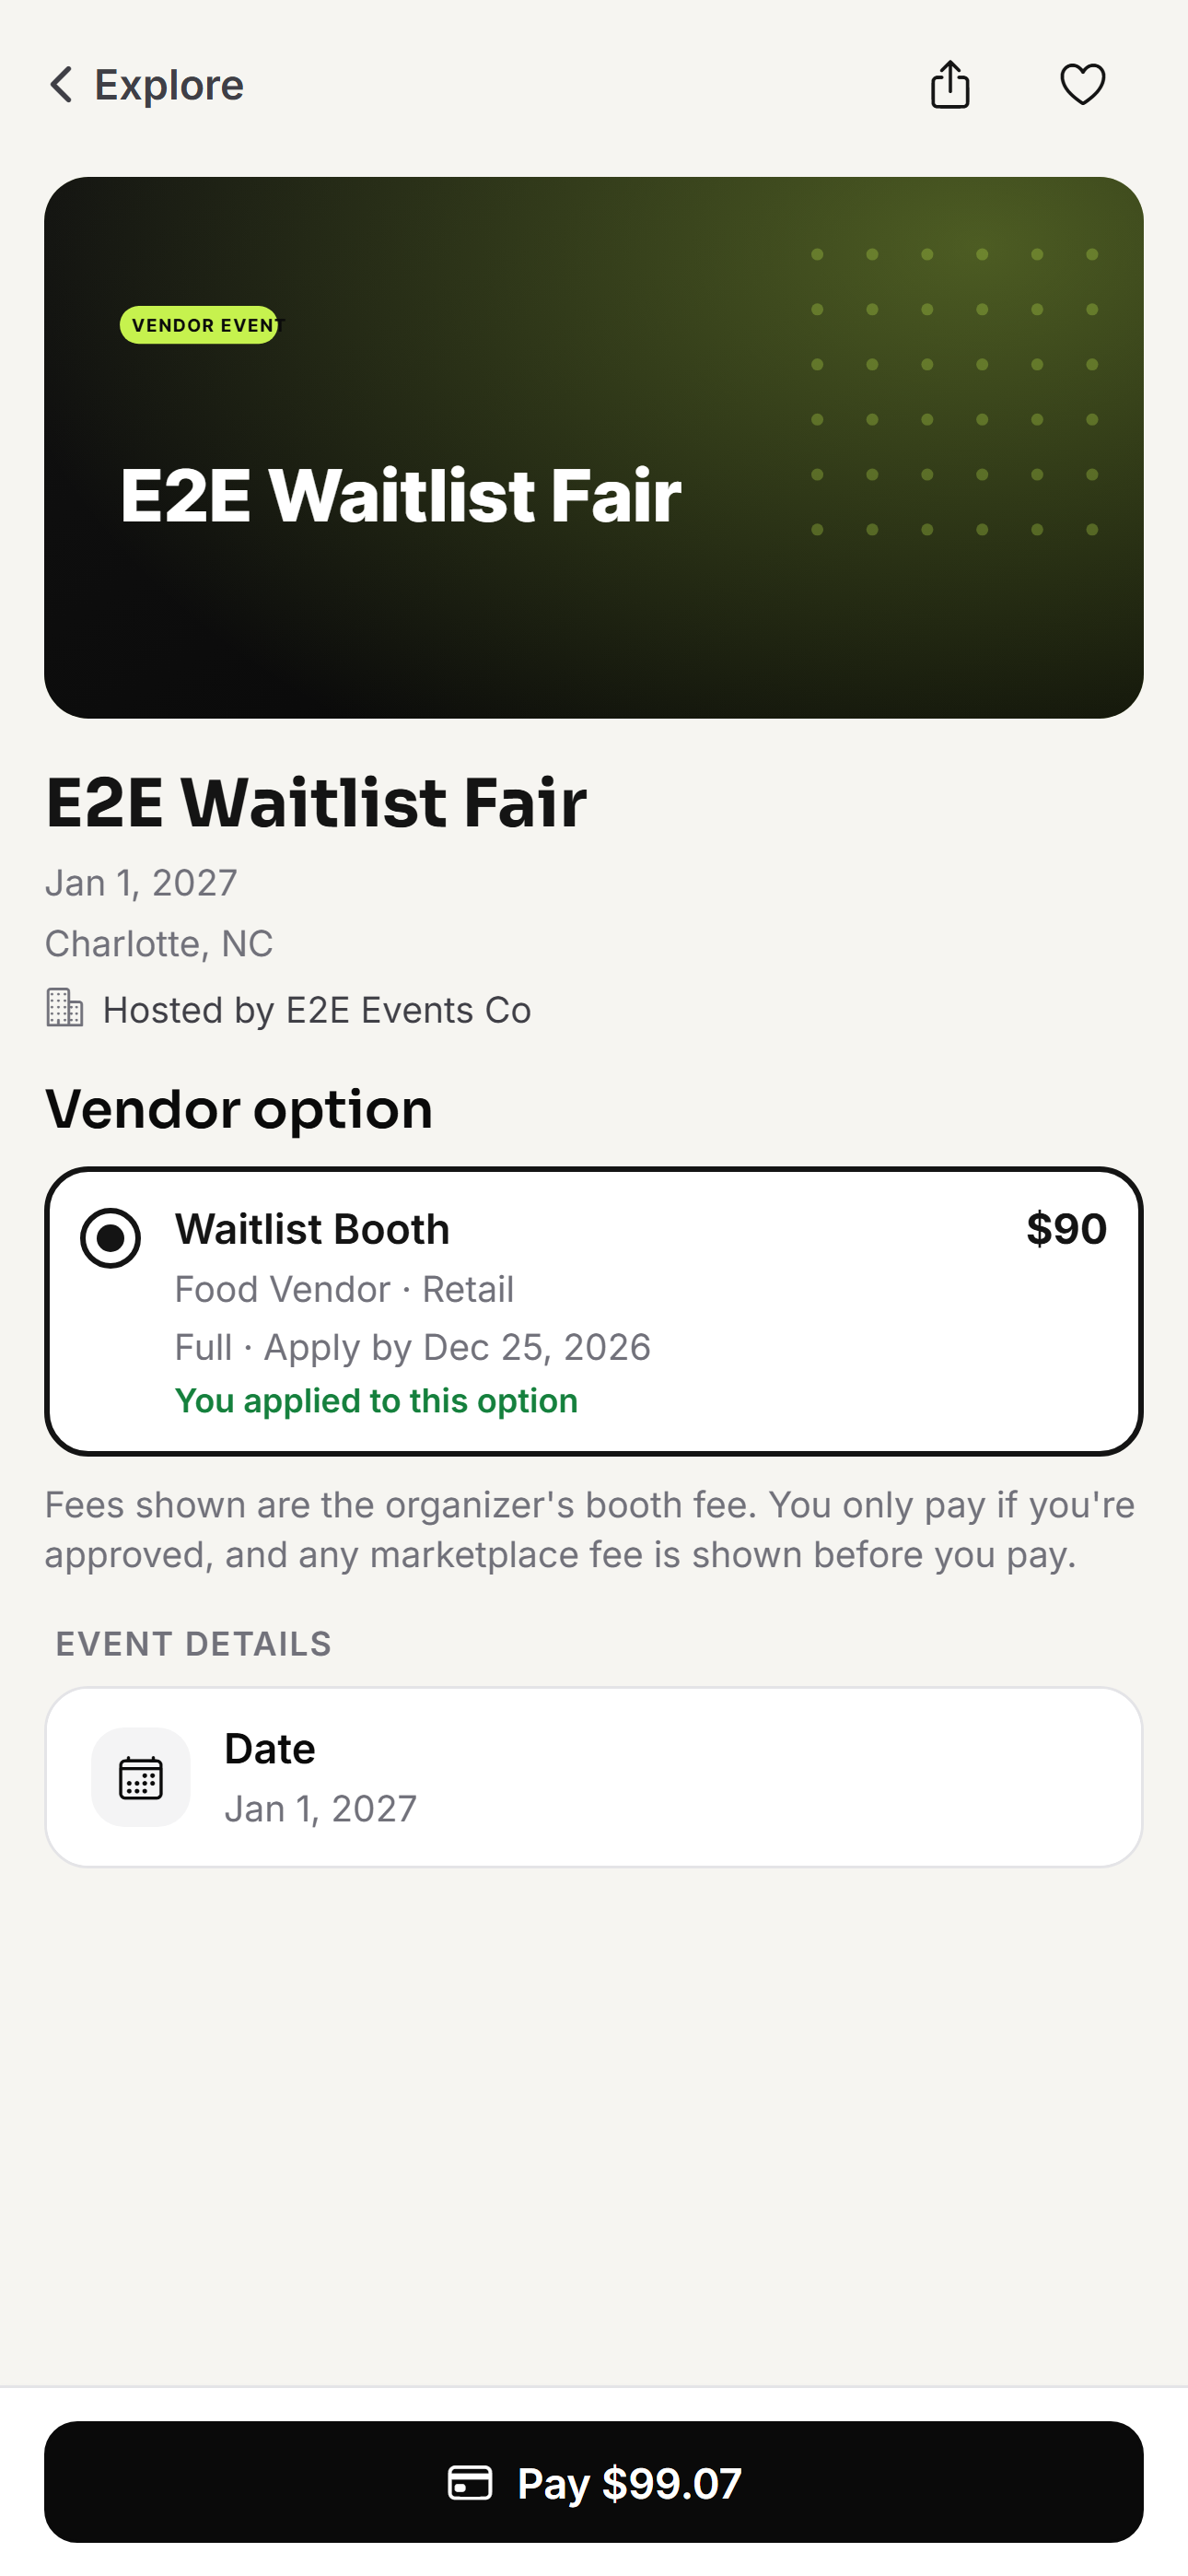 Explore
VENDOR EVENT
E2E Waitlist Fair
E2E Waitlist Fair
Jan 1, 2027
Charlotte, NC
Hosted by E2E Events Co
Vendor option
Waitlist Booth $90
Food Vendor · Retail
Full · Apply by Dec 25, 2026
You applied to this option
Fees shown are the organizer's booth fee. You only pay if you're
approved, and any marketplace fee is shown before you pay.
EVENT DETAILS
Date
Jan 1, 2027
Pay $99.07